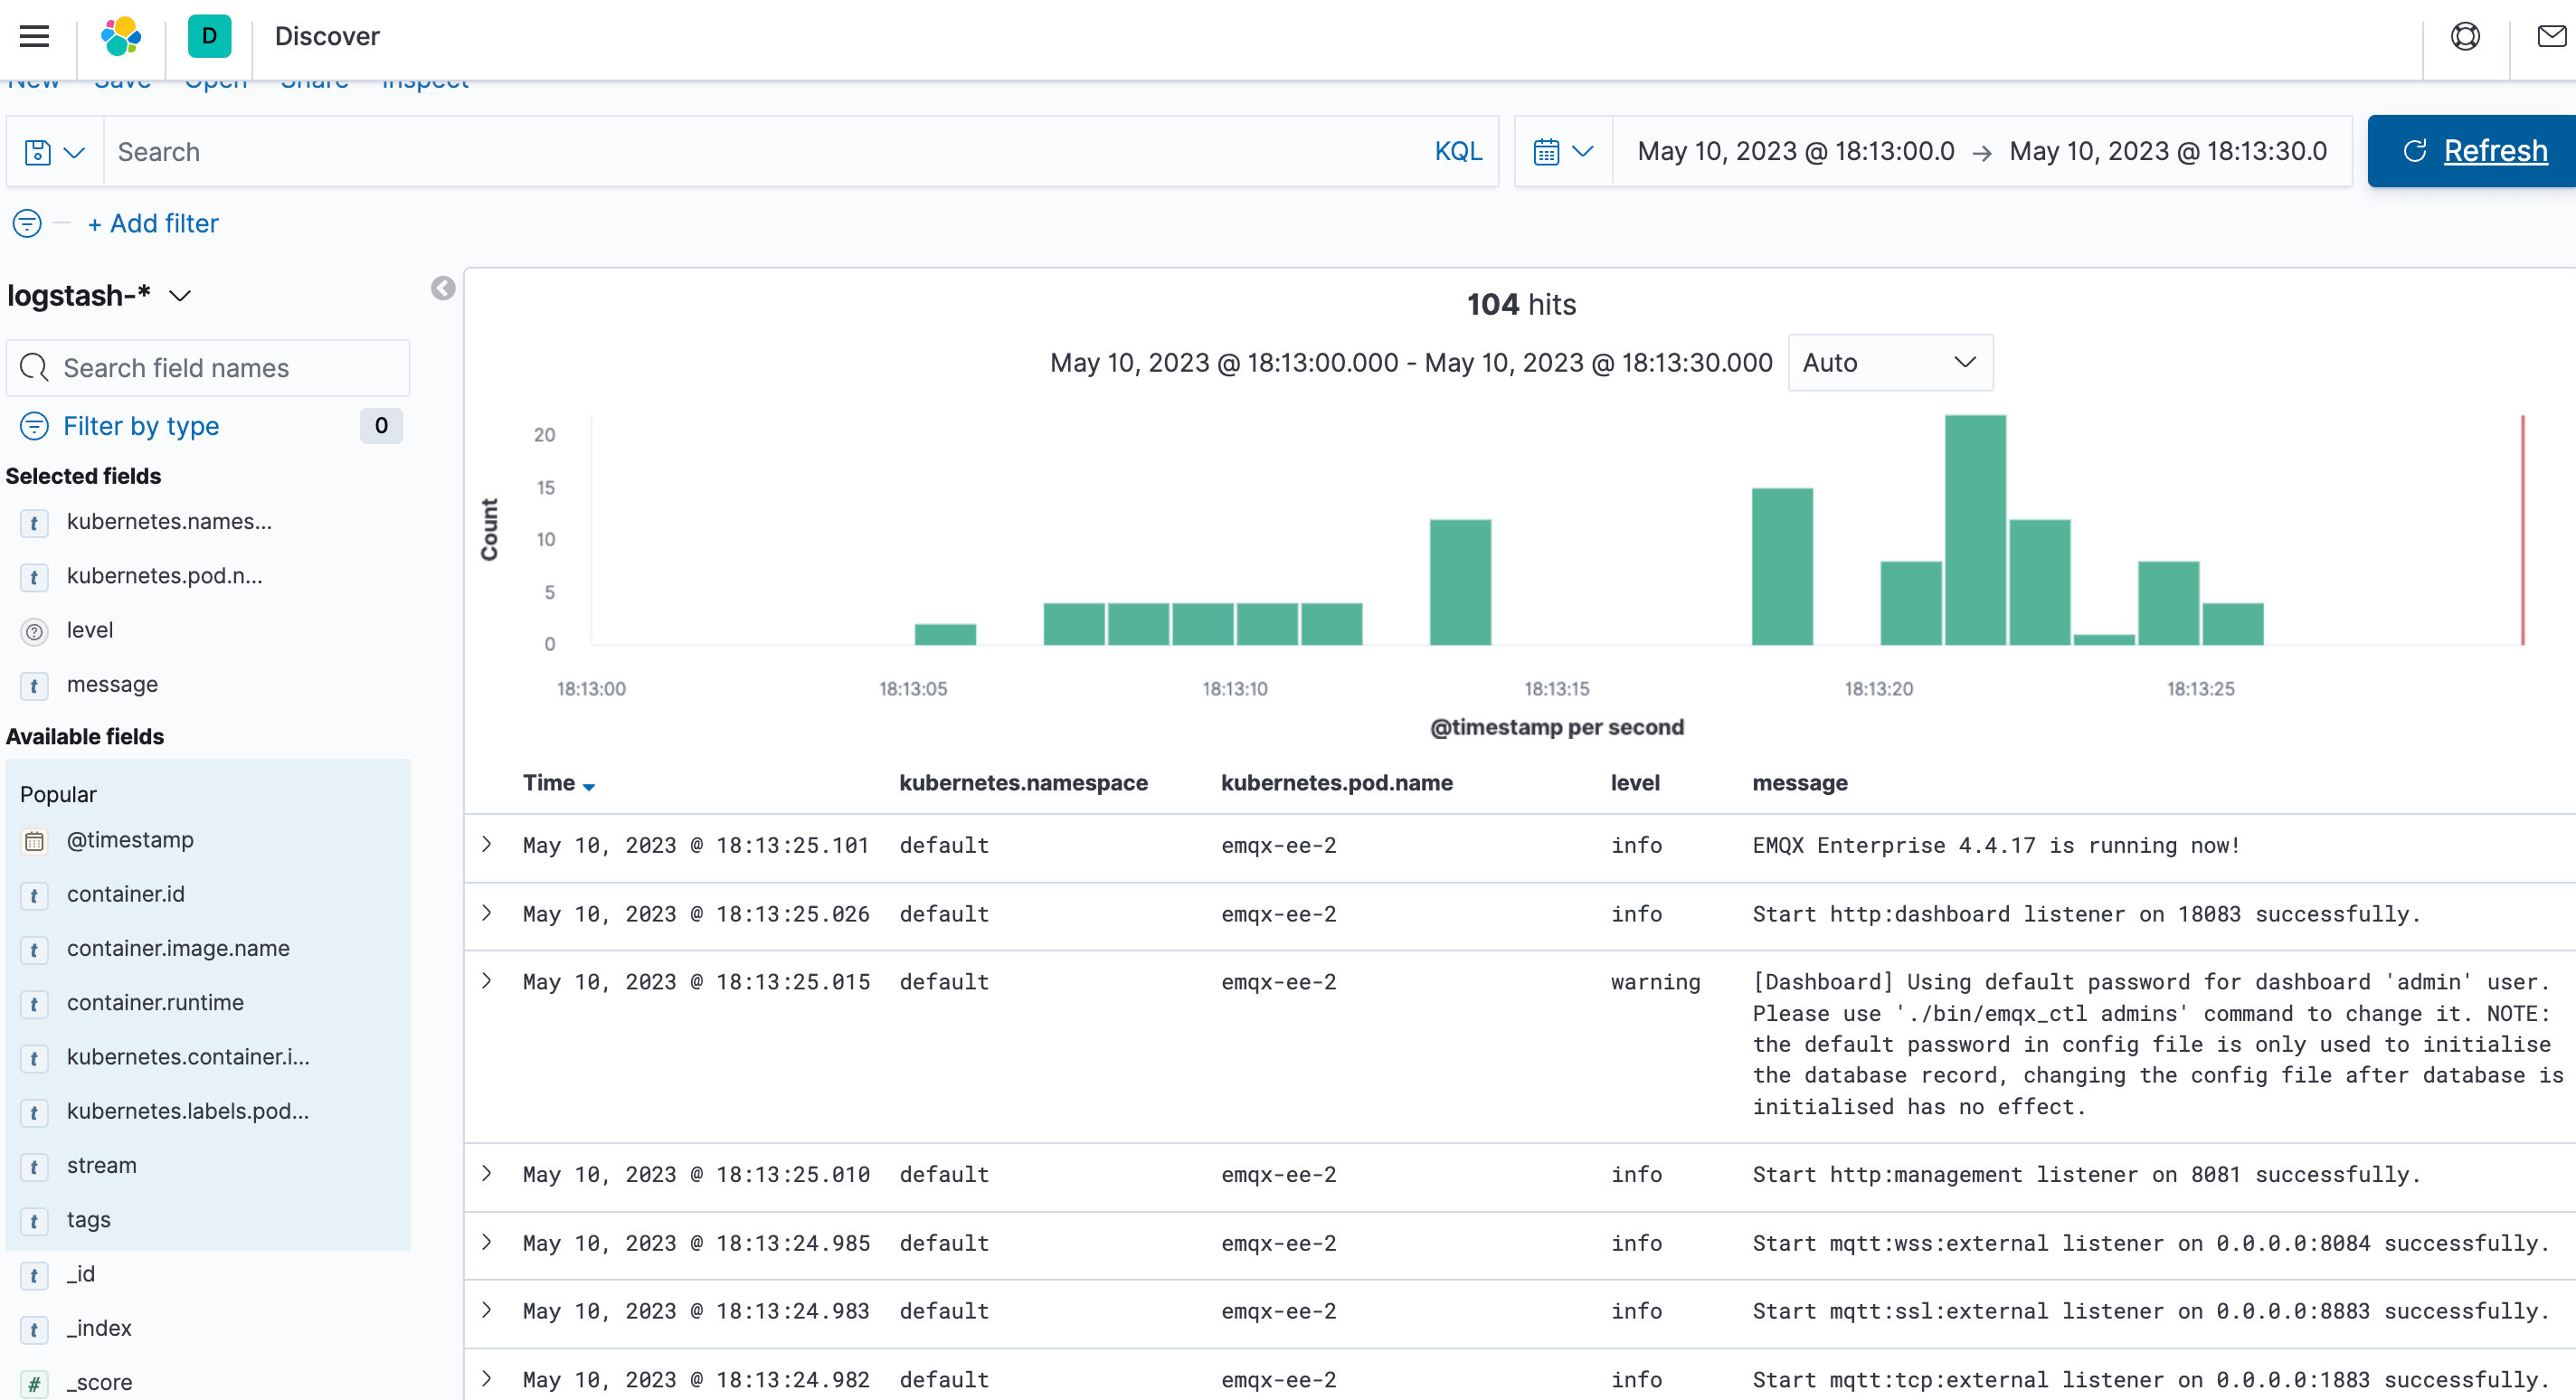 D
Discover
New Save Open Share Inspect
Search
KQL
May 10, 2023 @ 18:13:00.0 → May 10, 2023 @ 18:13:30.0
Refresh
+ Add filter
logstash-*
Search field names
Filter by type 0
Selected fields
t kubernetes.names...
t kubernetes.pod.n...
? level
t message
Available fields
Popular
@timestamp
t container.id
t container.image.name
t container.runtime
t kubernetes.container.i...
t kubernetes.labels.pod...
t stream
t tags
t _id
t _index
# _score
104 hits
May 10, 2023 @ 18:13:00.000 - May 10, 2023 @ 18:13:30.000 Auto
Count
20
15
10
5
0
18:13:00 18:13:05 18:13:10 18:13:15 18:13:20 18:13:25
@timestamp per second
Time kubernetes.namespace kubernetes.pod.name level message
May 10, 2023 @ 18:13:25.101 default emqx-ee-2 info EMQX Enterprise 4.4.17 is running now!
May 10, 2023 @ 18:13:25.026 default emqx-ee-2 info Start http:dashboard listener on 18083 successfully.
May 10, 2023 @ 18:13:25.015 default emqx-ee-2 warning [Dashboard] Using default password for dashboard 'admin' user.
Please use './bin/emqx_ctl admins' command to change it. NOTE:
the default password in config file is only used to initialise
the database record, changing the config file after database is
initialised has no effect.
May 10, 2023 @ 18:13:25.010 default emqx-ee-2 info Start http:management listener on 8081 successfully.
May 10, 2023 @ 18:13:24.985 default emqx-ee-2 info Start mqtt:wss:external listener on 0.0.0.0:8084 successfully.
May 10, 2023 @ 18:13:24.983 default emqx-ee-2 info Start mqtt:ssl:external listener on 0.0.0.0:8883 successfully.
May 10, 2023 @ 18:13:24.982 default emqx-ee-2 info Start mqtt:tcp:external listener on 0.0.0.0:1883 successfully.